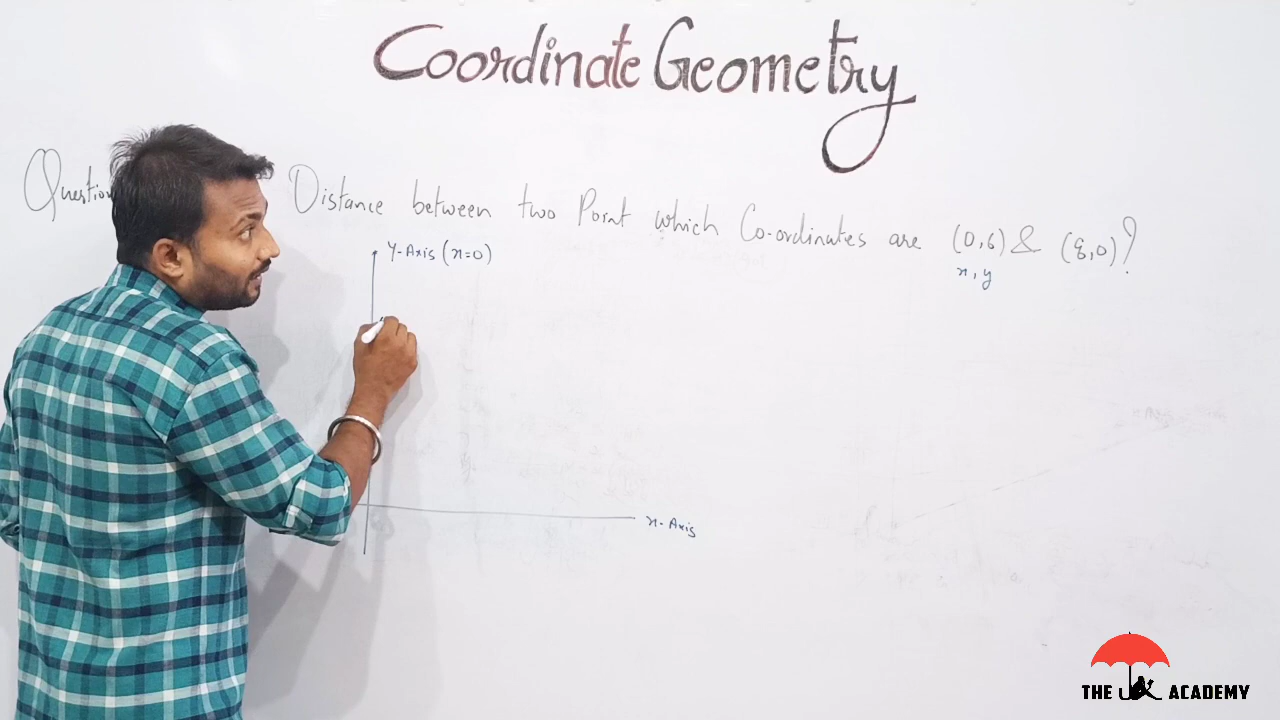 Coordinate Geometry
Question Distance between two Point which Co-ordinates are (0,6) & (8,0)?
x, y
Y-Axis (x=0)
x-Axis
THE ACADEMY